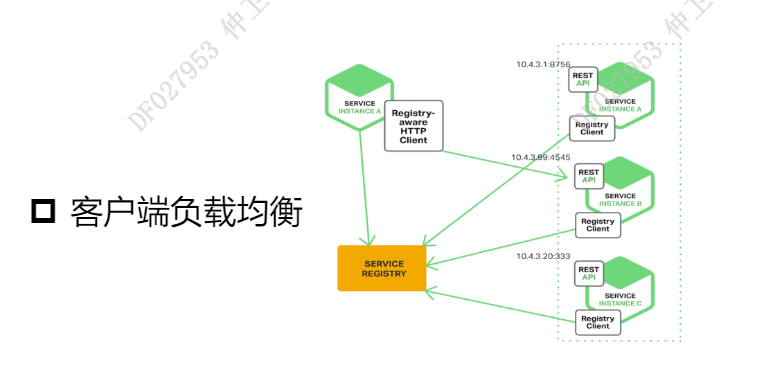 DF027953 仲卫
DF027953 仲卫
10.4.3.1:8756
REST
API
SERVICE
INSTANCE A
Registry-
aware
HTTP
Client
SERVICE
INSTANCE A
Registry
Client
10.4.3.99:4545
REST
API
SERVICE
INSTANCE B
Registry
Client
客户端负载均衡
10.4.3.20:333
SERVICE
REGISTRY
REST
API
SERVICE
INSTANCE C
Registry
Client